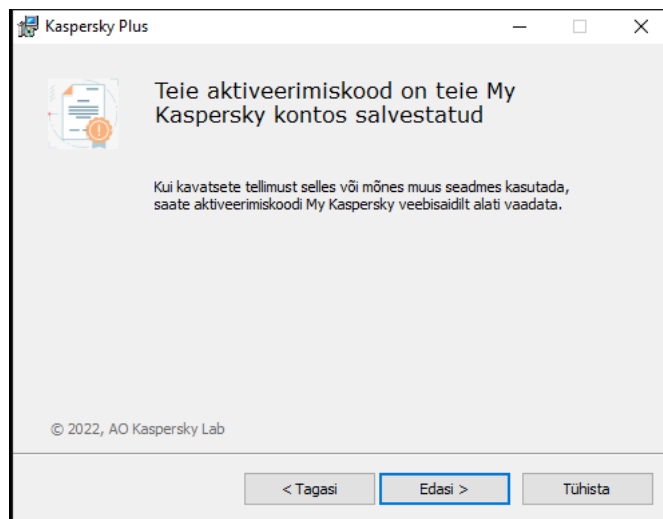 Kaspersky Plus
Teie aktiveerimiskood on teie My
Kaspersky kontos salvestatud
Kui kavatsete tellimust selles või mõnes muus seadmes kasutada,
saate aktiveerimiskoodi My Kaspersky veebisaidilt alati vaadata.
© 2022, AO Kaspersky Lab
< Tagasi
Edasi >
Tühista